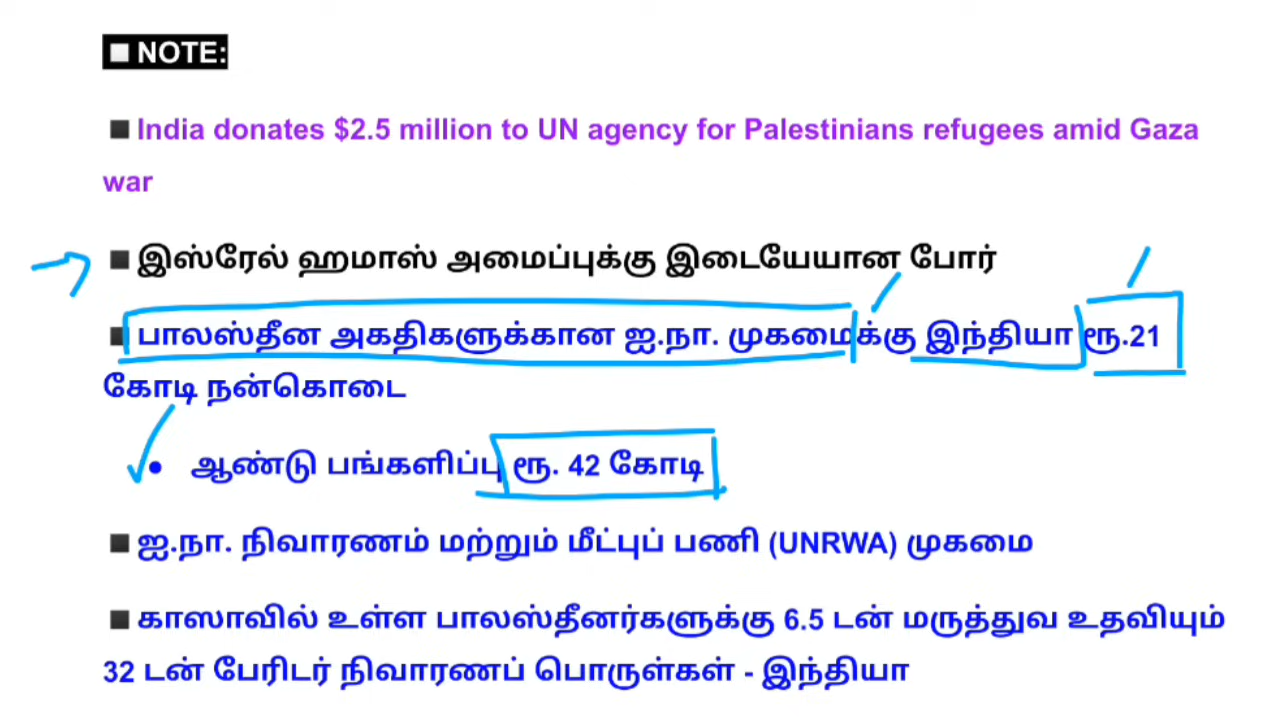 NOTE:
India donates $2.5 million to UN agency for Palestinians refugees amid Gaza
war
இஸ்ரேல் ஹமாஸ் அமைப்புக்கு இடையேயான போர்
பாலஸ்தீன அகதிகளுக்கான ஐ.நா. முகமைக்கு இந்தியா ரூ.21
கோடி நன்கொடை
• ஆண்டு பங்களிப்பு ரூ. 42 கோடி
ஐ.நா. நிவாரணம் மற்றும் மீட்புப் பணி (UNRWA) முகமை
காஸாவில் உள்ள பாலஸ்தீனர்களுக்கு 6.5 டன் மருத்துவ உதவியும்
32 டன் பேரிடர் நிவாரணப் பொருள்கள் - இந்தியா